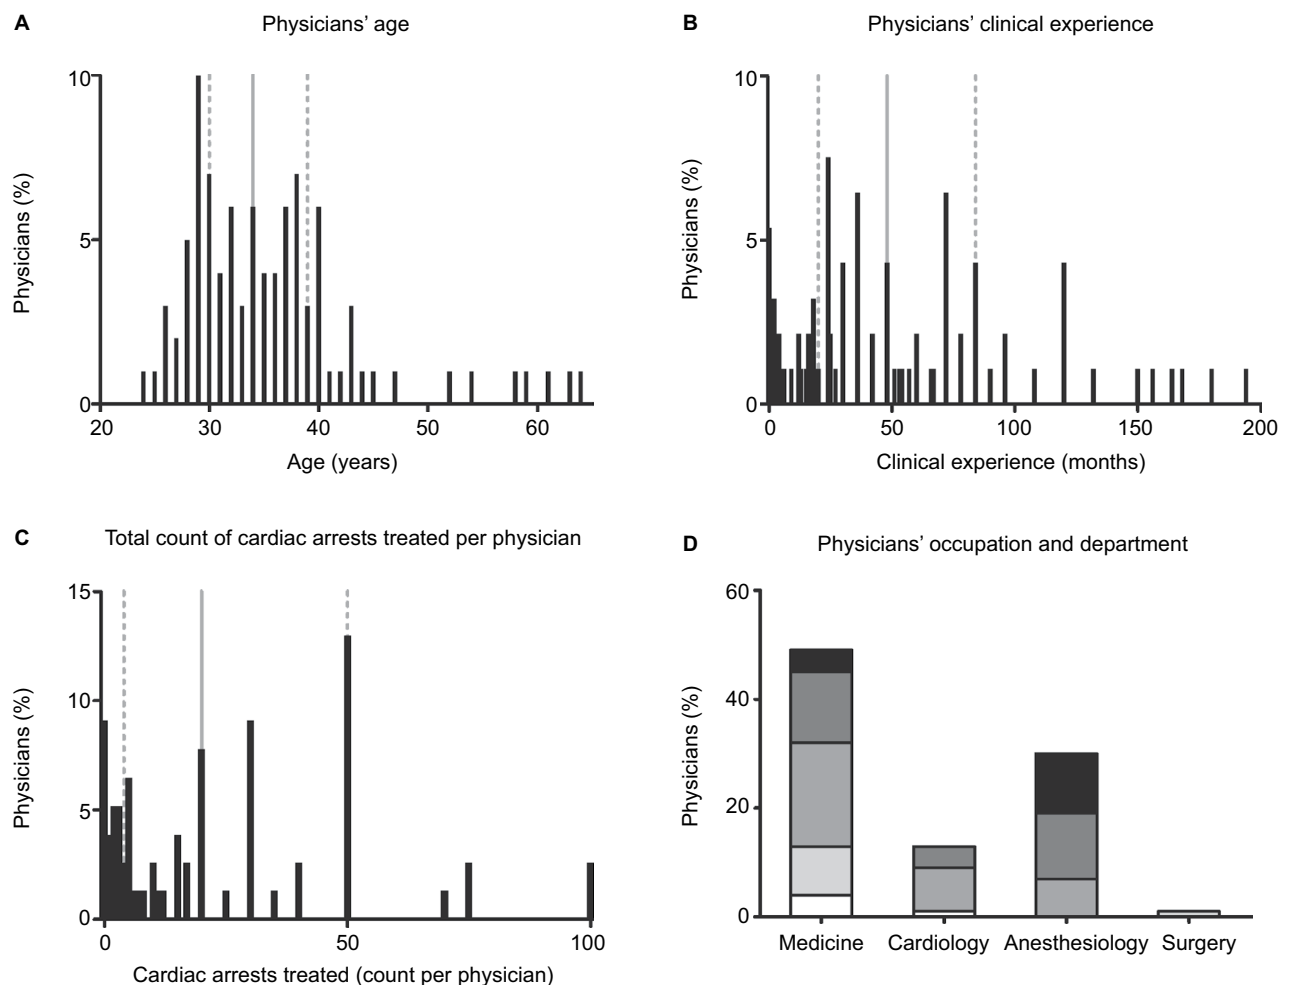 A Physicians’ age
10
5
0
Physicians (%)
20 30 40 50 60
Age (years)
B Physicians’ clinical experience
10
5
0
Physicians (%)
0 50 100 150 200
Clinical experience (months)
C Total count of cardiac arrests treated per physician
15
10
5
0
Physicians (%)
0 50 100
Cardiac arrests treated (count per physician)
D Physicians’ occupation and department
60
40
20
0
Physicians (%)
Medicine Cardiology Anesthesiology Surgery